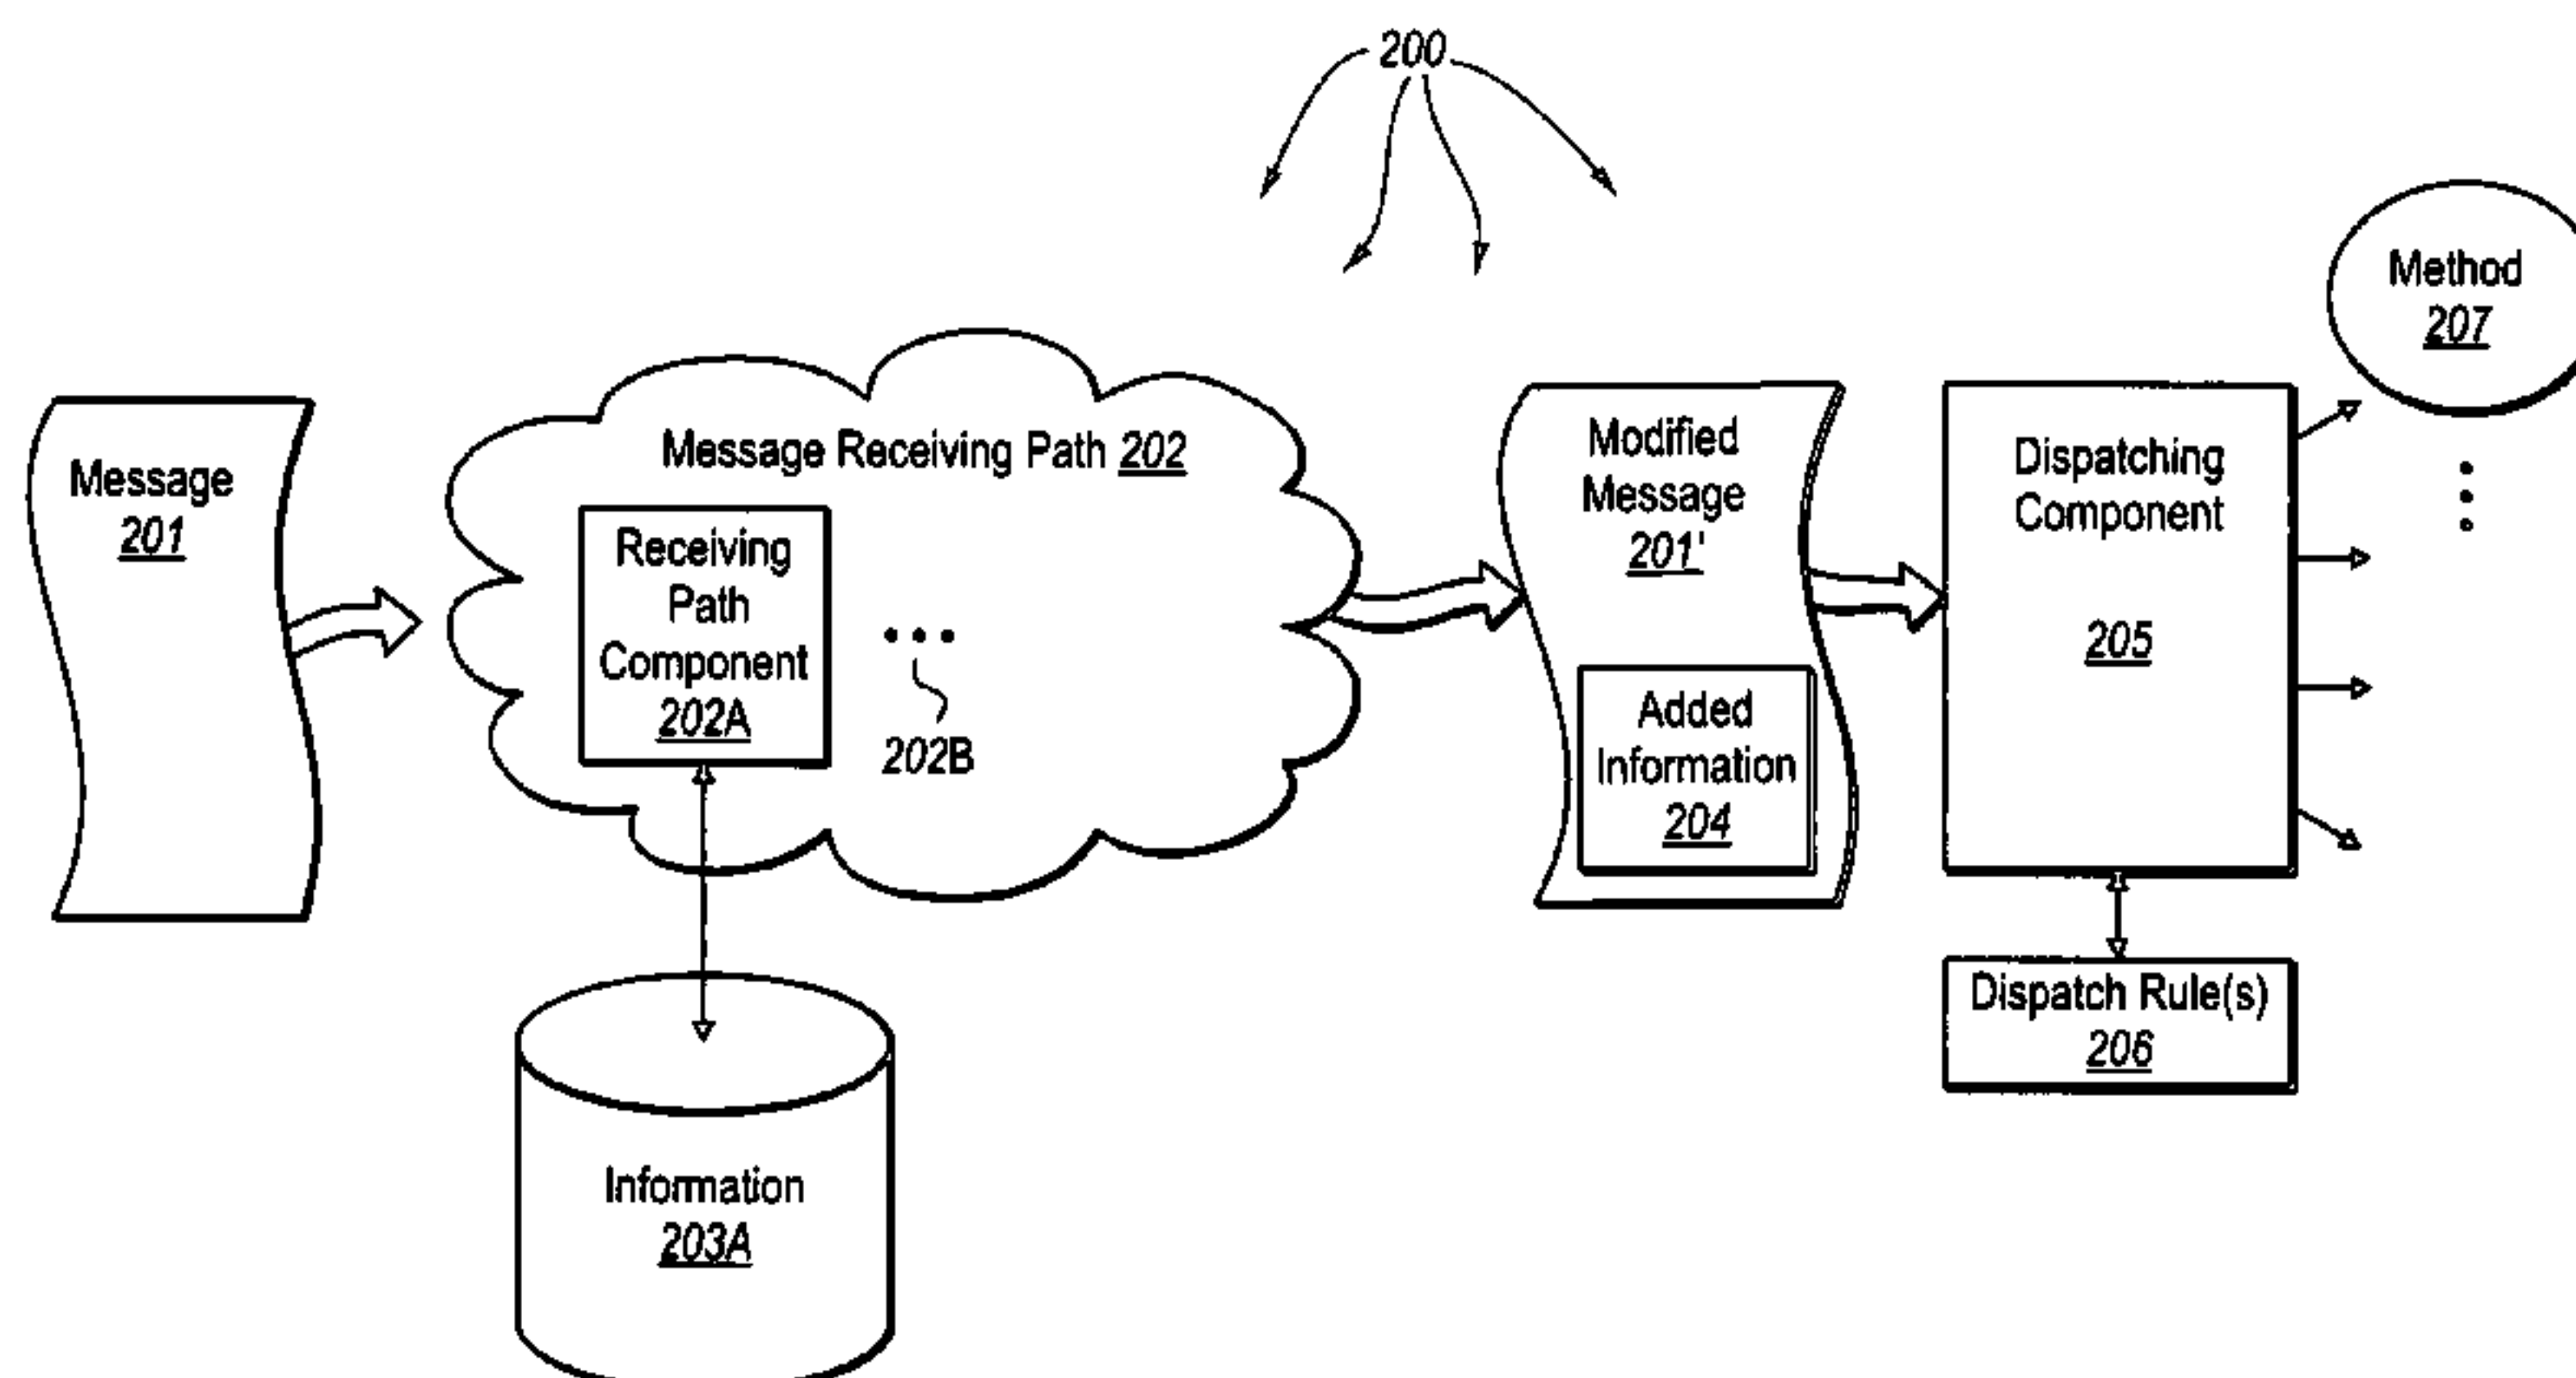 200
Method
207
Message
201
Message Receiving Path 202
Receiving
Path
Component
202A
202B
Modified
Message
201'
Added
Information
204
Dispatching
Component
205
Dispatch Rule(s)
206
Information
203A